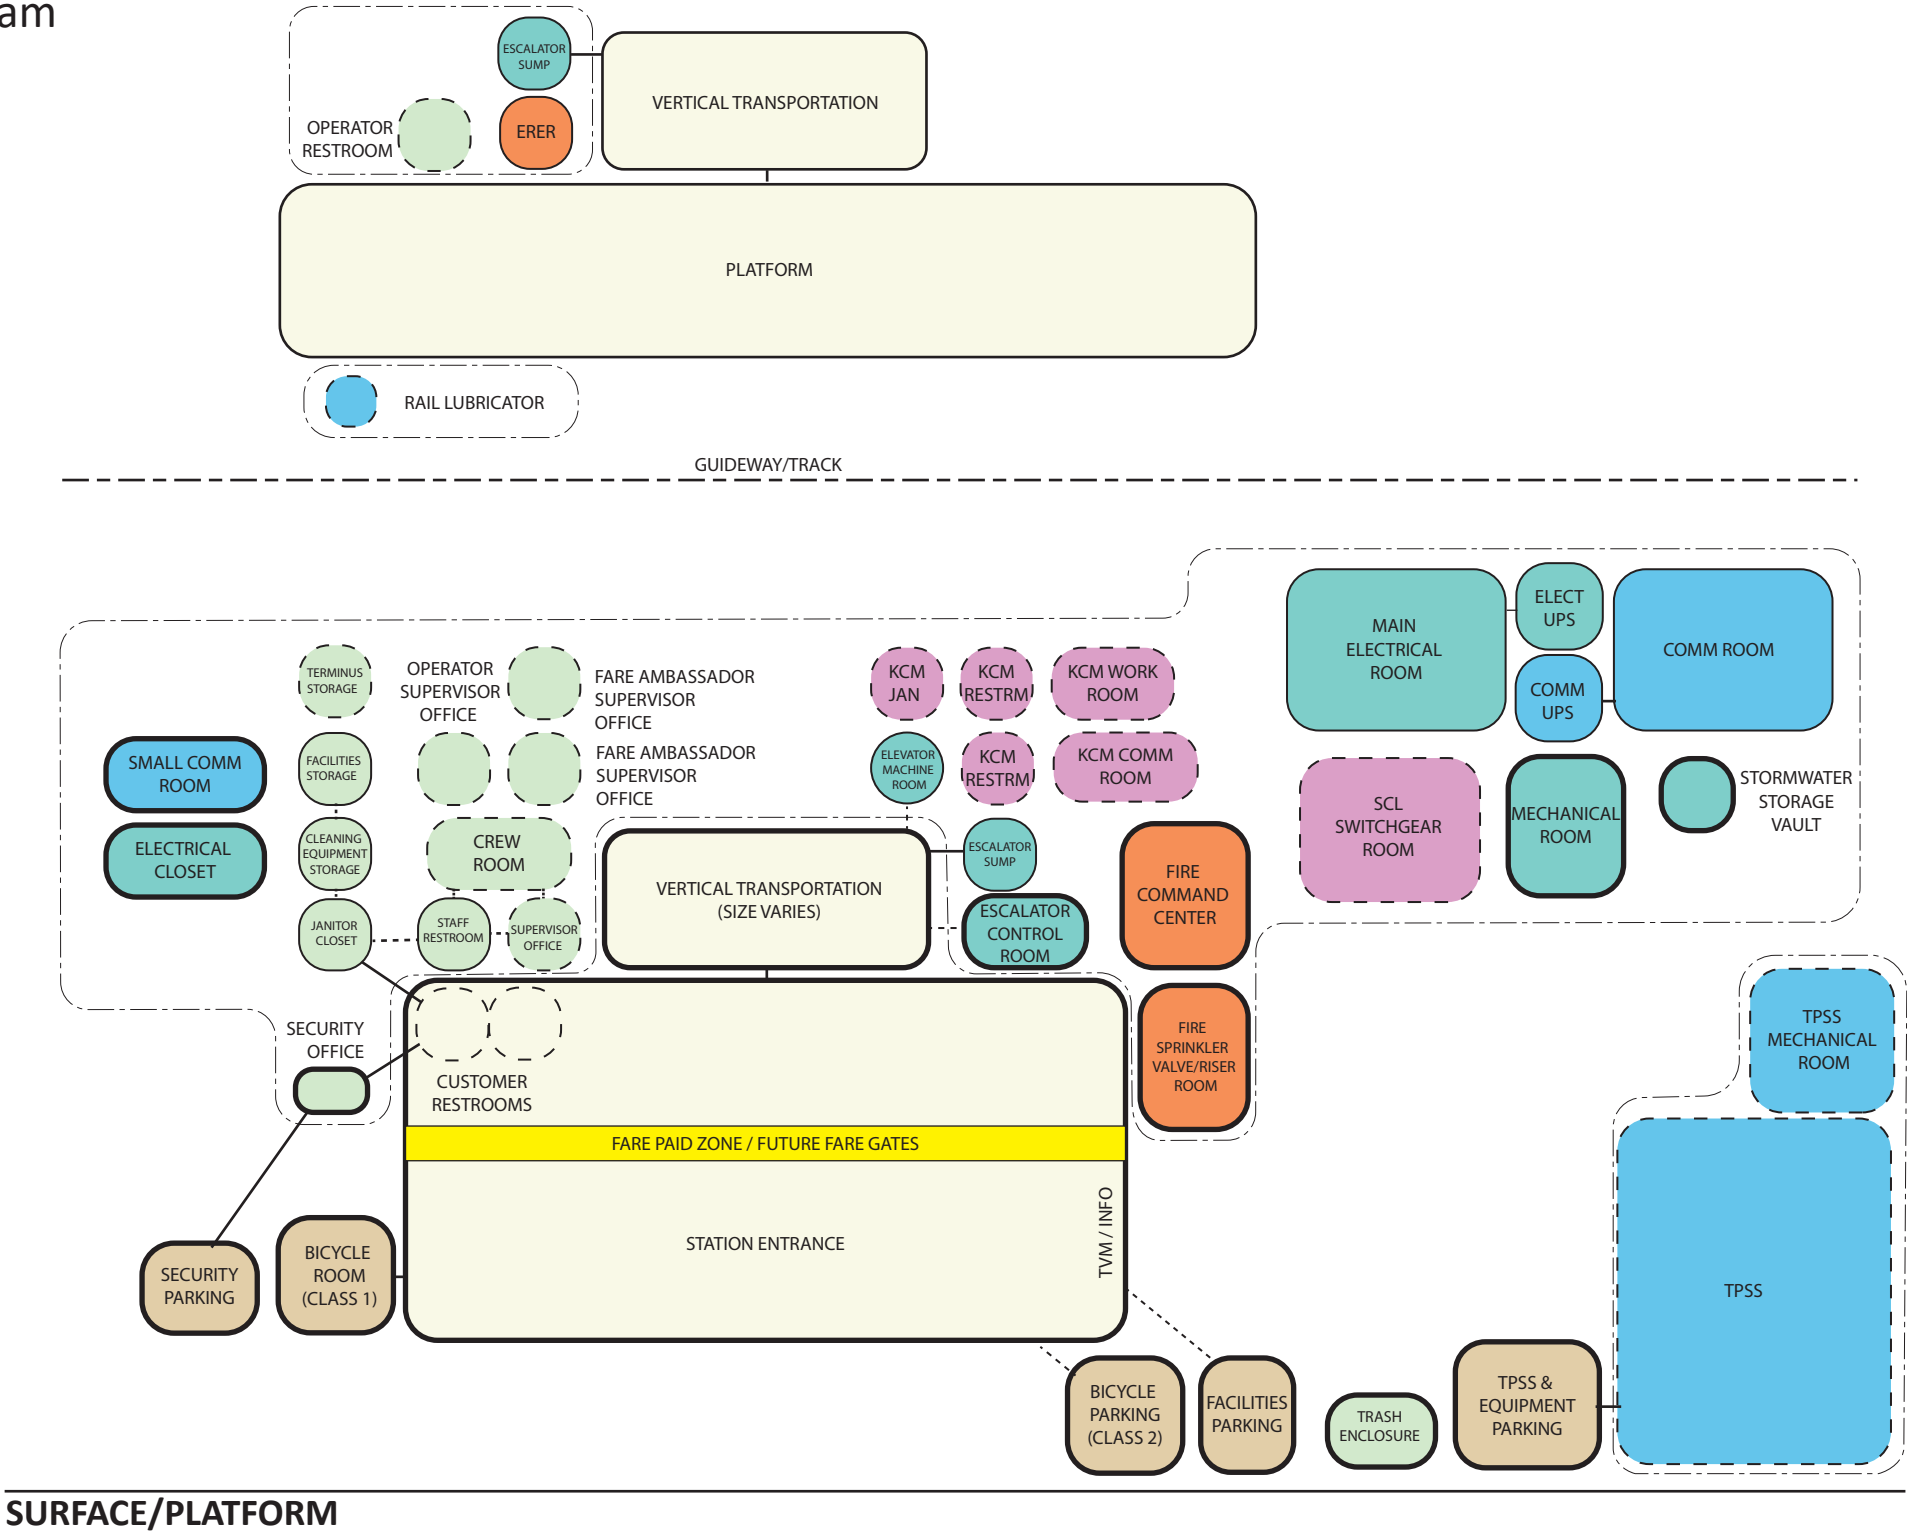 am
ESCALATOR
SUMP
VERTICAL TRANSPORTATION
OPERATOR
RESTROOM
ERER
PLATFORM
RAIL LUBRICATOR
GUIDEWAY/TRACK
MAIN
ELECTRICAL
ROOM
ELECT
UPS
COMM
UPS
COMM ROOM
TERMINUS
STORAGE
OPERATOR
SUPERVISOR
OFFICE
FARE AMBASSADOR
SUPERVISOR
OFFICE
KCM
JAN
KCM
RESTRM
KCM WORK
ROOM
SMALL COMM
ROOM
FACILITIES
STORAGE
FARE AMBASSADOR
SUPERVISOR
OFFICE
ELEVATOR
MACHINE
ROOM
KCM
RESTRM
KCM COMM
ROOM
SCL
SWITCHGEAR
ROOM
MECHANICAL
ROOM
STORMWATER
STORAGE
VAULT
ELECTRICAL
CLOSET
CLEANING
EQUIPMENT
STORAGE
CREW
ROOM
VERTICAL TRANSPORTATION
(SIZE VARIES)
ESCALATOR
SUMP
FIRE
COMMAND
CENTER
JANITOR
CLOSET
STAFF
RESTROOM
SUPERVISOR
OFFICE
ESCALATOR
CONTROL
ROOM
SECURITY
OFFICE
CUSTOMER
RESTROOMS
FIRE
SPRINKLER
VALVE/RISER
ROOM
TPSS
MECHANICAL
ROOM
FARE PAID ZONE / FUTURE FARE GATES
STATION ENTRANCE
TVM / INFO
SECURITY
PARKING
BICYCLE
ROOM
(CLASS 1)
TPSS
BICYCLE
PARKING
(CLASS 2)
FACILITIES
PARKING
TRASH
ENCLOSURE
TPSS &
EQUIPMENT
PARKING
SURFACE/PLATFORM